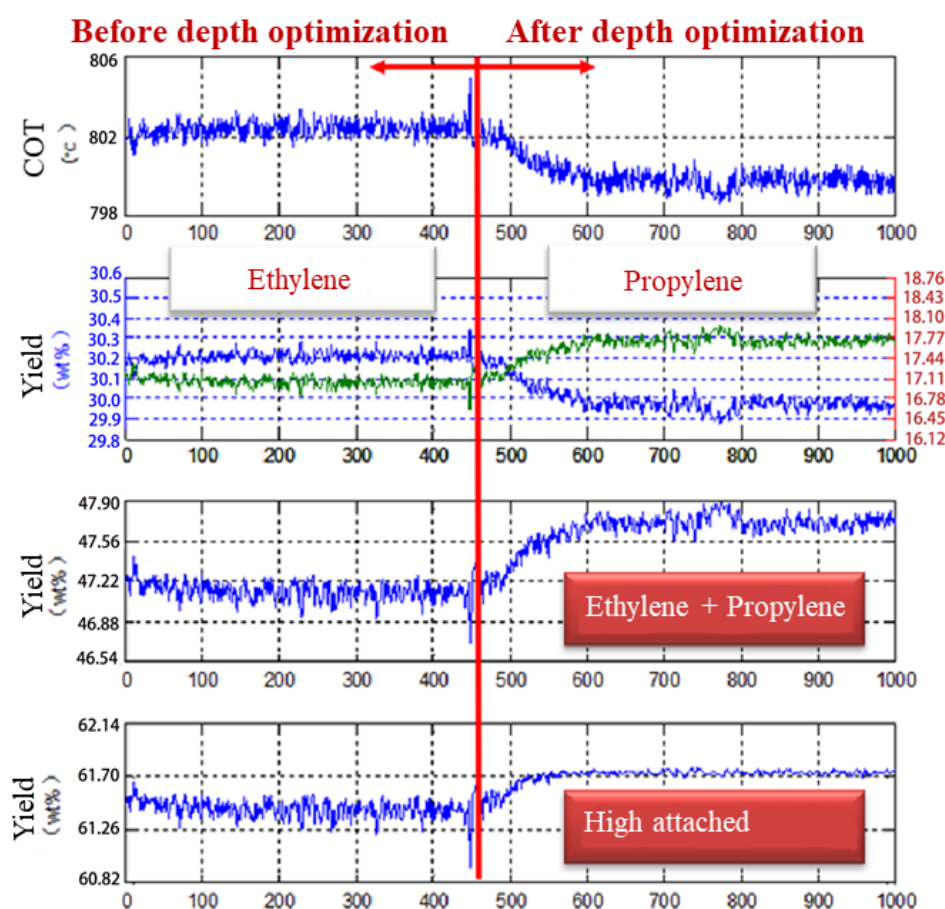 Before depth optimization After depth optimization
806
802
798
COT
(℃)
0 100 200 300 400 500 600 700 800 900 1000
Ethylene Propylene
30.6
30.5
30.4
30.3
30.2
30.1
30.0
29.9
29.8
Yield
(wt%)
18.76
18.43
18.10
17.77
17.44
17.11
16.78
16.45
16.12
0 100 200 300 400 500 600 700 800 900 1000
47.90
47.56
47.22
46.88
46.54
Yield
(wt%)
Ethylene + Propylene
0 100 200 300 400 500 600 700 800 900 1000
62.14
61.70
61.26
60.82
Yield
(wt%)
High attached
0 100 200 300 400 500 600 700 800 900 1000